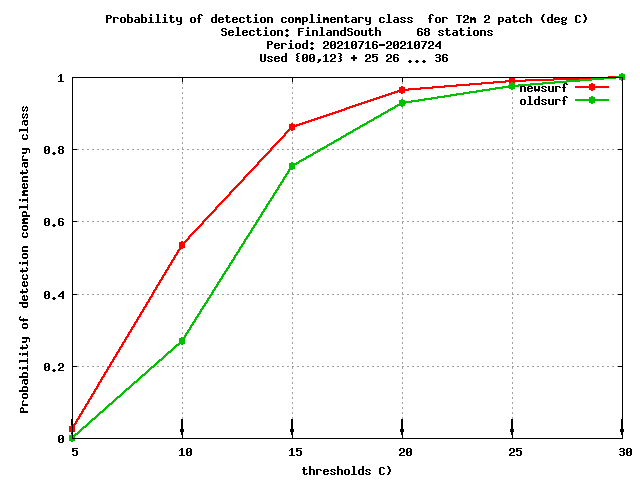 Probability of detection complimentary class  for T2m 2 patch (deg C)
Selection: FinlandSouth     68 stations
Period: 20210716-20210724
Used {00,12} + 25 26 ... 36
Probability of detection complimentary class
1
0.8
0.6
0.4
0.2
0
newsurf
oldsurf
5 10 15 20 25 30
thresholds C)